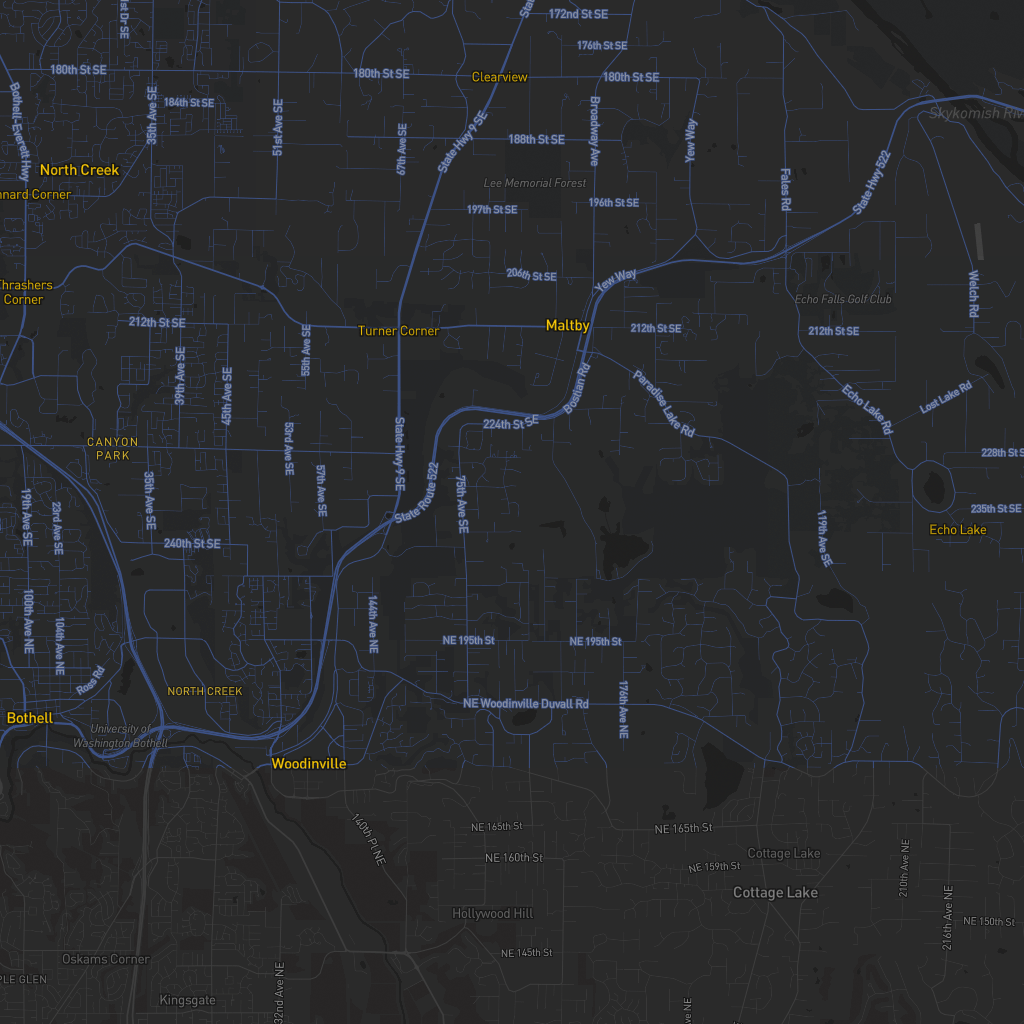 172nd St SE
176th St SE
180th St SE
180th St SE
Clearview
180th St SE
Bothell-Everett Hwy
184th St SE
35th Ave SE
51st Ave SE
67th Ave SE
State Hwy 9 SE
188th St SE
Broadway Ave
Yew Way
Skykomish Riv
North Creek
nnard Corner
Lee Memorial Forest
Fales Rd
State Hwy 522
197th St SE
196th St SE
206th St SE
Yew Way
Thrashers
Corner
Echo Falls Golf Club
Welch Rd
212th St SE
Turner Corner
Maltby
212th St SE
212th St SE
55th Ave SE
39th Ave SE
45th Ave SE
Bostian Rd
Paradise Lake Rd
Echo Lake Rd
Lost Lake Rd
CANYON
PARK
53rd Ave SE
State Hwy 9 SE
224th St SE
228th St S
57th Ave SE
State Route 522
75th Ave SE
35th Ave SE
19th Ave SE
23rd Ave SE
235th St SE
Echo Lake
119th Ave SE
240th St SE
100th Ave NE
104th Ave NE
144th Ave NE
NE 195th St
NE 195th St
Ross Rd
NORTH CREEK
NE Woodinville Duvall Rd
176th Ave NE
Bothell
University of
Washington Bothell
Woodinville
140th Pl NE
NE 165th St
NE 165th St
NE 160th St
NE 159th St
Cottage Lake
210th Ave NE
Cottage Lake
Hollywood Hill
216th Ave NE
NE 150th St
NE 145th St
Oskams Corner
PLE GLEN
Kingsgate
32nd Ave NE